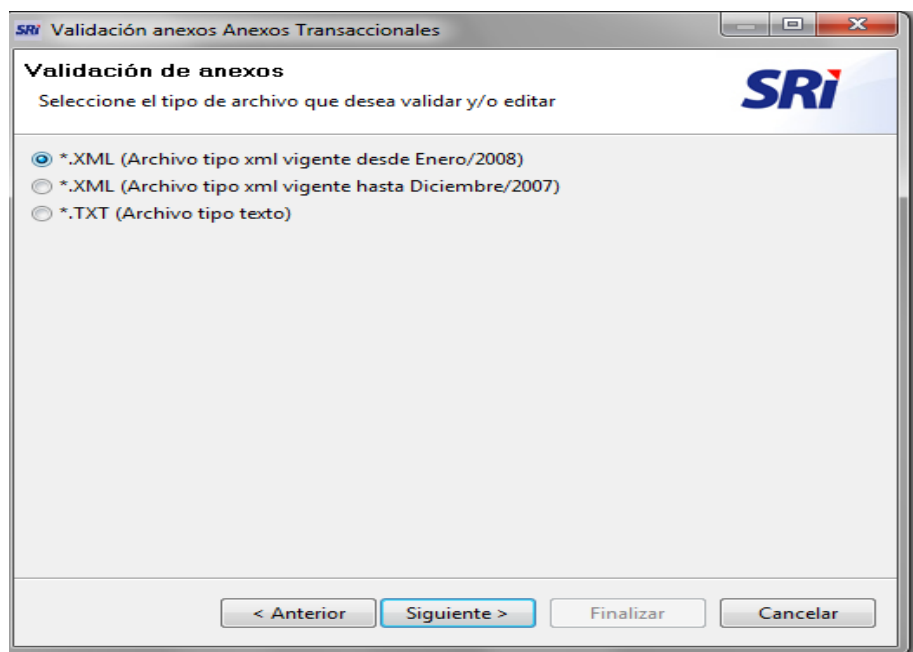 SRi Validación anexos Anexos Transaccionales
Validación de anexos
Seleccione el tipo de archivo que desea validar y/o editar
SRi
*.XML (Archivo tipo xml vigente desde Enero/2008)
*.XML (Archivo tipo xml vigente hasta Diciembre/2007)
*.TXT (Archivo tipo texto)
< Anterior Siguiente > Finalizar Cancelar